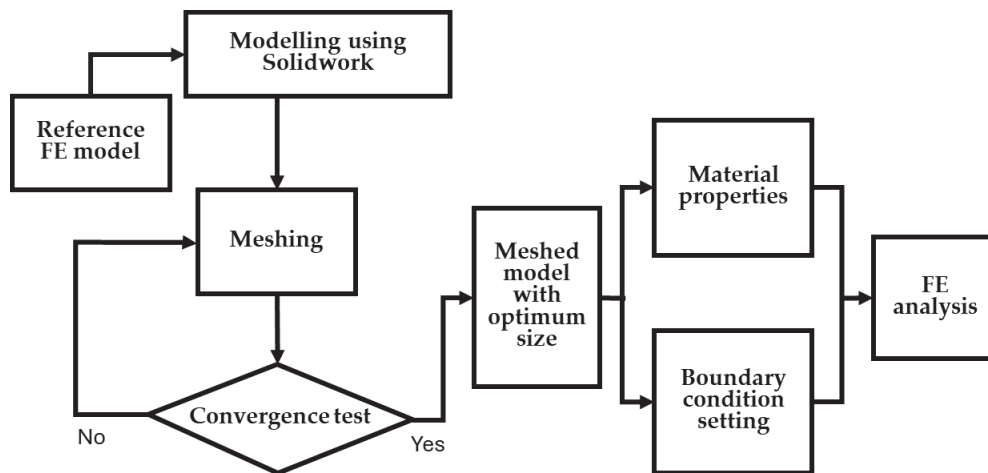 Modelling using
Solidwork
Reference
FE model
Meshing
Convergence test
No
Yes
Meshed
model
with
optimum
size
Material
properties
Boundary
condition
setting
FE
analysis